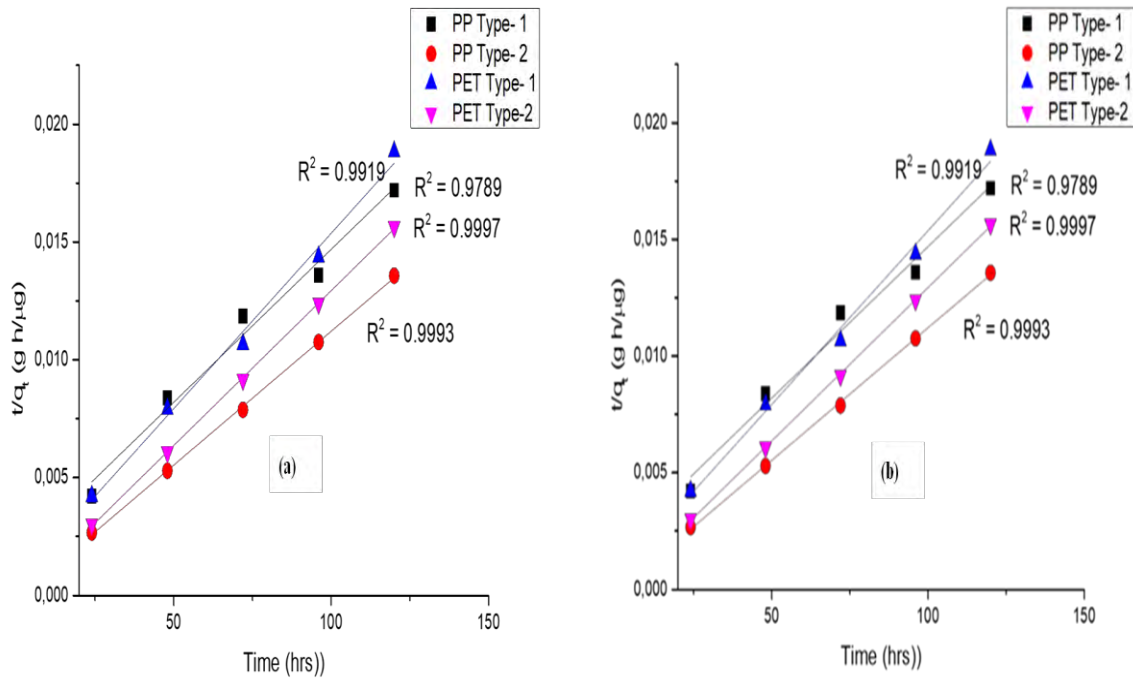 PP Type- 1
PP Type- 2
PET Type- 1
PET Type-2
0,020
0,015
0,010
0,005
0,000
t/qt (g h/µg)
R2 = 0.9919
R2 = 0.9789
R2 = 0.9997
R2 = 0.9993
(a)
50
100
150
Time (hrs))
PP Type- 1
PP Type- 2
PET Type- 1
PET Type-2
0,020
0,015
0,010
0,005
0,000
t/qt (g h/µg)
R2 = 0.9919
R2 = 0.9789
R2 = 0.9997
R2 = 0.9993
(b)
50
100
150
Time (hrs))